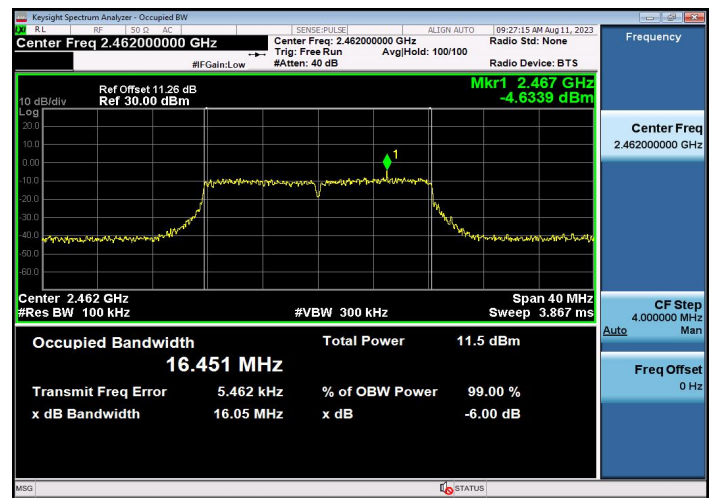 Keysight Spectrum Analyzer - Occupied BW
LXI RL RF 50 Ω AC SENSE:PULSE ALIGN AUTO 09:27:15 AM Aug 11, 2023
Center Freq 2.462000000 GHz
Center Freq: 2.462000000 GHz
Radio Std: None
Trig: Free Run Avg|Hold: 100/100
#IFGain:Low #Atten: 40 dB Radio Device: BTS
Frequency
Ref Offset 11.26 dB
10 dB/div Ref 30.00 dBm
Mkr1 2.467 GHz
-4.6339 dBm
Log
20.0
10.0
0.00
-10.0
-20.0
-30.0
-40.0
-50.0
-60.0
1
Center Freq
2.462000000 GHz
Center 2.462 GHz Span 40 MHz
#Res BW 100 kHz #VBW 300 kHz Sweep 3.867 ms
CF Step
4.000000 MHz
Auto Man
Occupied Bandwidth Total Power 11.5 dBm
16.451 MHz
Transmit Freq Error 5.462 kHz % of OBW Power 99.00 %
x dB Bandwidth 16.05 MHz x dB -6.00 dB
Freq Offset
0 Hz
MSG STATUS